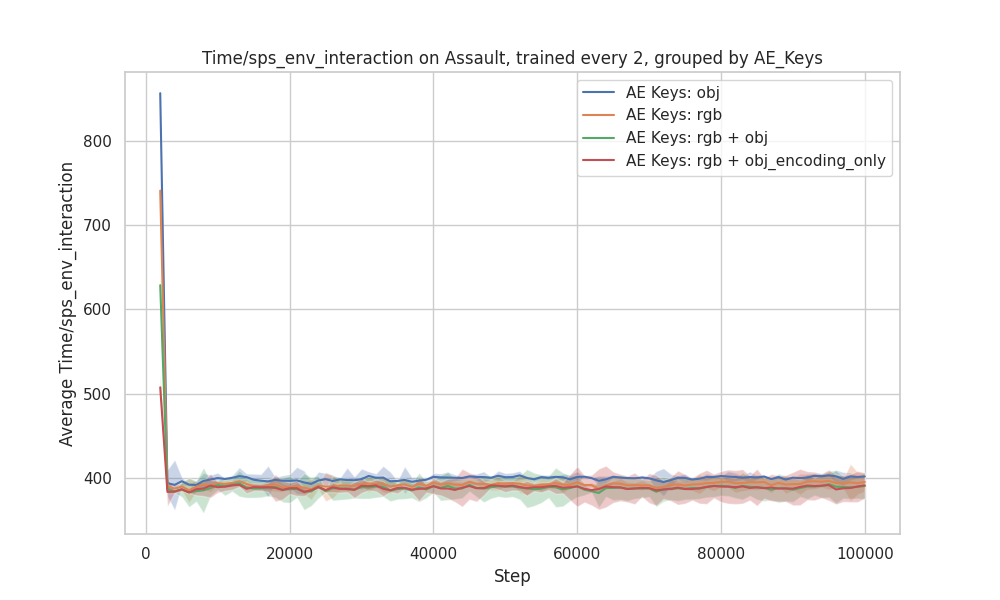 Time/sps_env_interaction on Assault, trained every 2, grouped by AE_Keys
AE Keys: obj
AE Keys: rgb
AE Keys: rgb + obj
AE Keys: rgb + obj_encoding_only
Average Time/sps_env_interaction
800
700
600
500
400
0
20000
40000
60000
80000
100000
Step